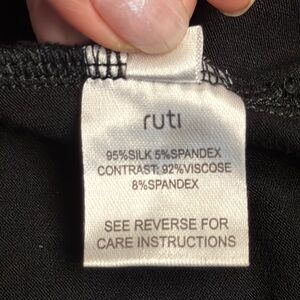 ruti
95%SILK 5%SPANDEX
CONTRAST: 92%VISCOSE
8%SPANDEX
SEE REVERSE FOR
CARE INSTRUCTIONS